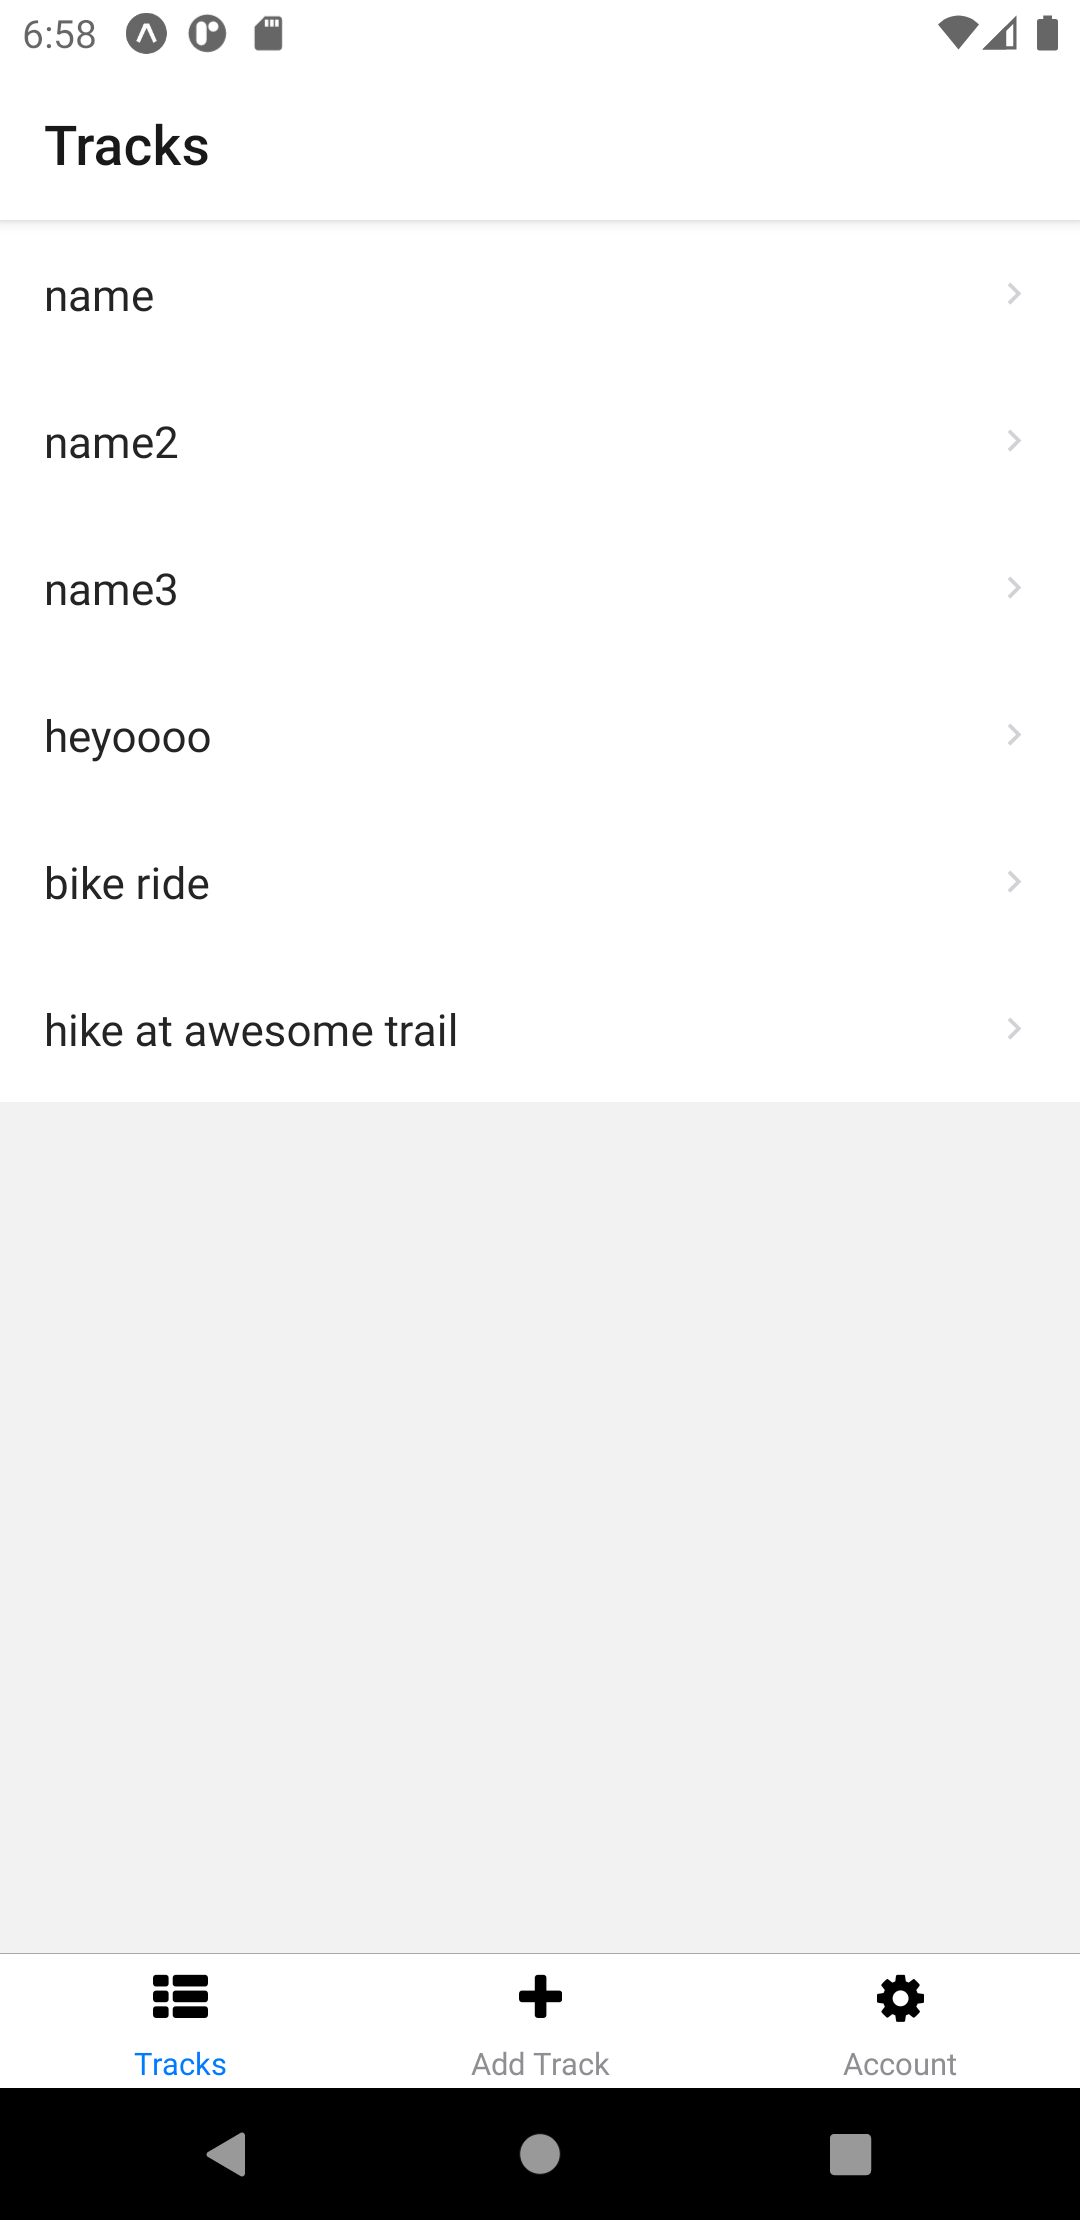 6:58
Tracks
name
name2
name3
heyoooo
bike ride
hike at awesome trail
Tracks
Add Track
Account